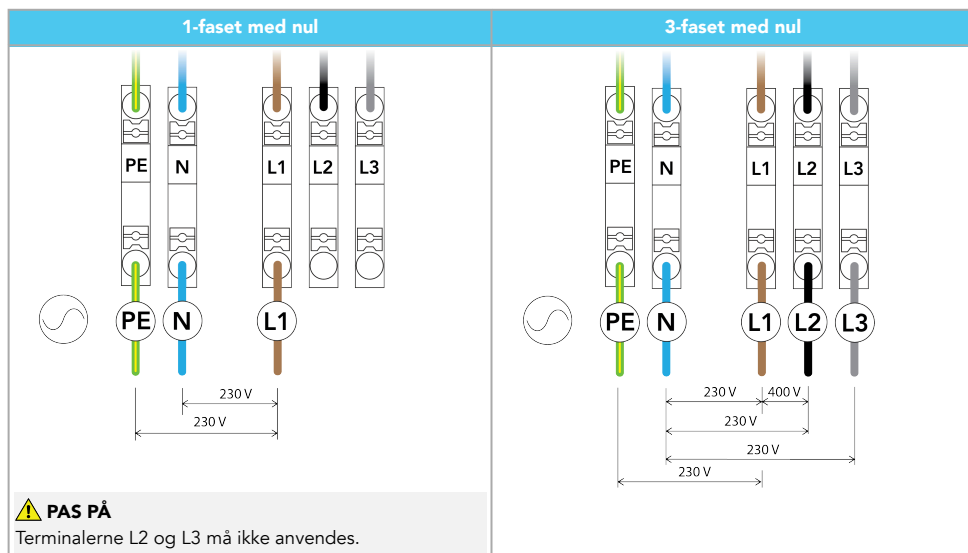 1-faset med nul
PE N L1 L2 L3
PE N L1
230 V
230 V
PAS PÅ
Terminalerne L2 og L3 må ikke anvendes.
3-faset med nul
PE N L1 L2 L3
PE N L1 L2 L3
230 V 400 V
230 V
230 V
230 V